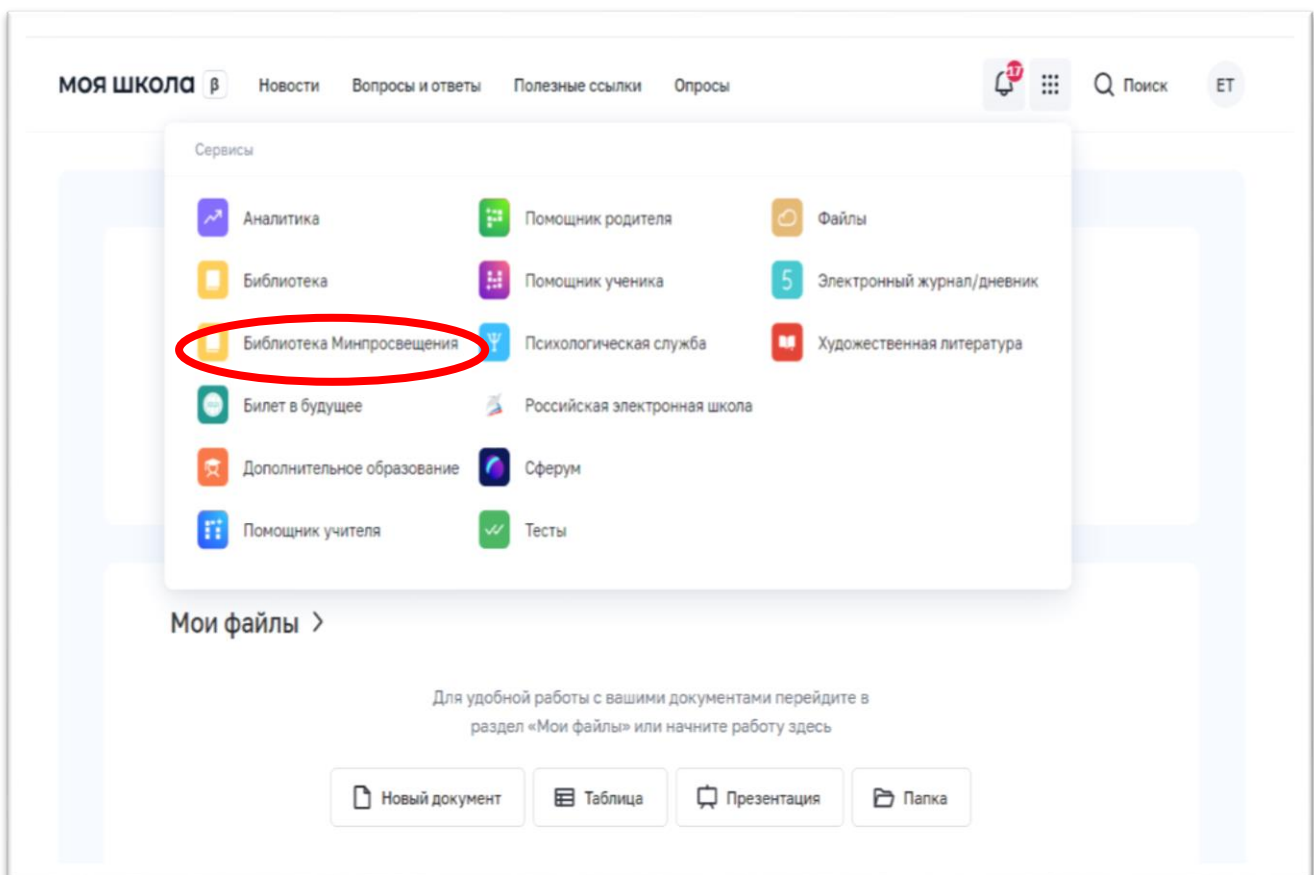 МОЯ ШКОЛА β Новости Вопросы и ответы Полезные ссылки Опросы 17 Поиск ЕТ
Сервисы
Аналитика Помощник родителя Файлы
Библиотека Помощник ученика 5 Электронный журнал/дневник
Библиотека Минпросвещения Психологическая служба Художественная литература
Билет в будущее Российская электронная школа
Дополнительное образование Сферум
Помощник учителя Тесты
Мои файлы >
Для удобной работы с вашими документами перейдите в
раздел «Мои файлы» или начните работу здесь
Новый документ Таблица Презентация Папка